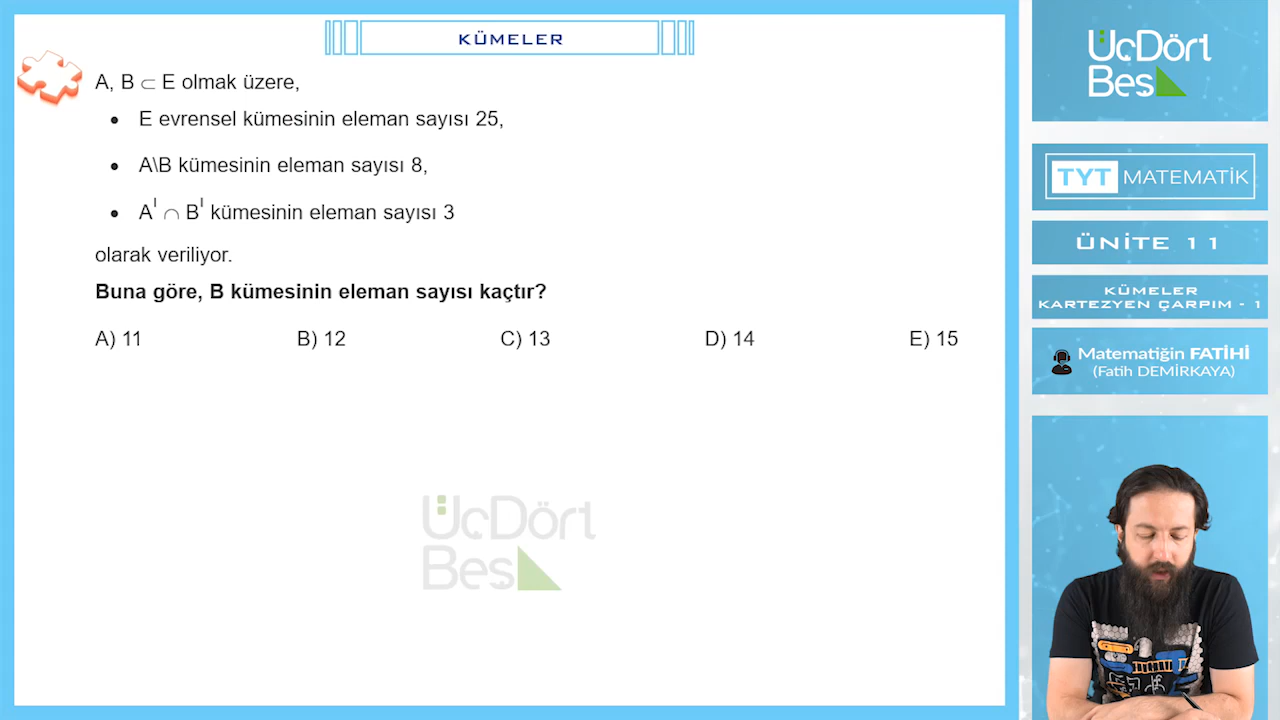 KÜMELER
A, B ⊂ E olmak üzere,
• E evrensel kümesinin eleman sayısı 25,
• A\B kümesinin eleman sayısı 8,
• Aᴵ ∩ Bᴵ kümesinin eleman sayısı 3
olarak veriliyor.
Buna göre, B kümesinin eleman sayısı kaçtır?
A) 11 B) 12 C) 13 D) 14 E) 15
ÜçDört
Beş
ÜçDört
Beş
TYT MATEMATİK
ÜNİTE 11
KÜMELER
KARTEZYEN ÇARPIM - 1
Matematiğin FATİHİ
(Fatih DEMİRKAYA)